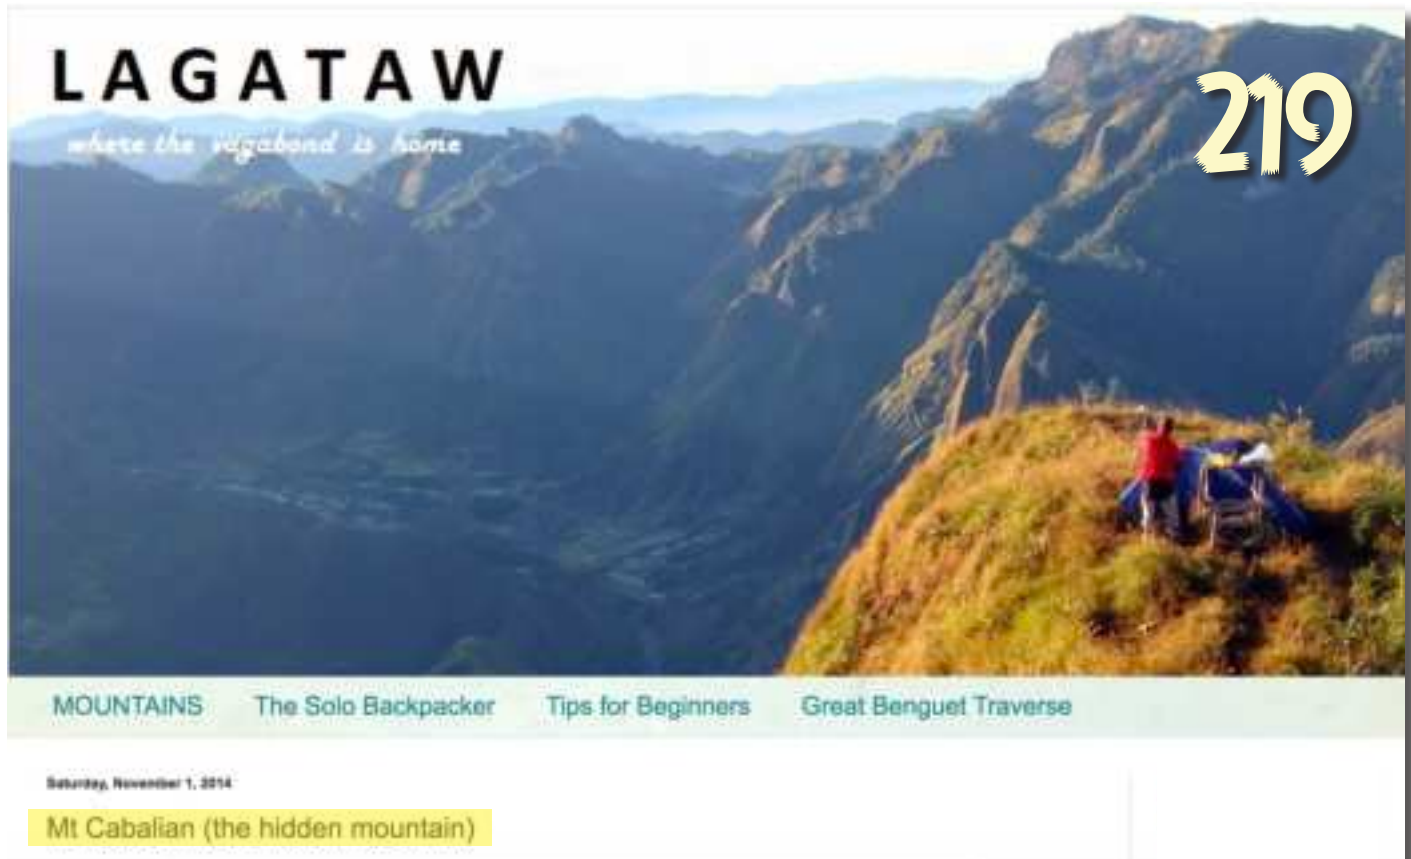 LAGATAW
where the vagabond is home
219
MOUNTAINS The Solo Backpacker Tips for Beginners Great Benguet Traverse
Saturday, November 1, 2014
Mt Cabalian (the hidden mountain)